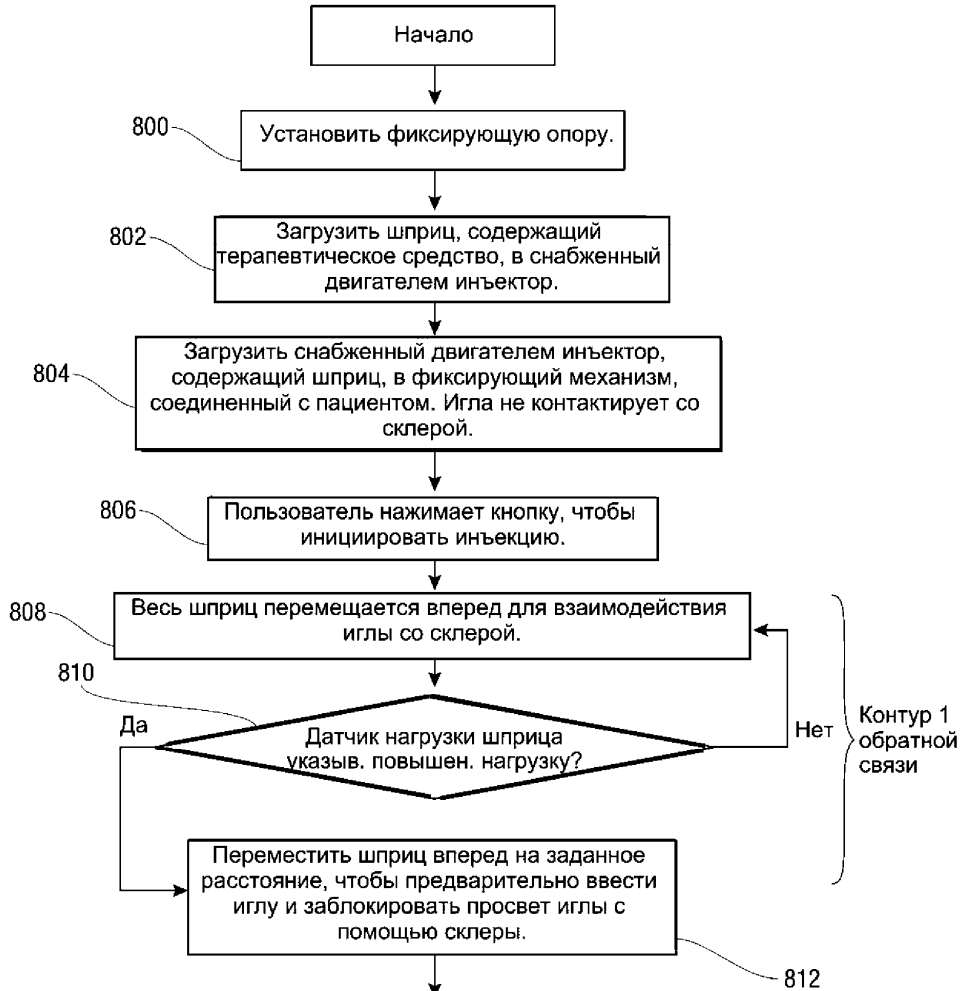 Начало
800
Установить фиксирующую опору.
802
Загрузить шприц, содержащий
терапевтическое средство, в снабженный
двигателем инъектор.
804
Загрузить снабженный двигателем инъектор,
содержащий шприц, в фиксирующий механизм,
соединенный с пациентом. Игла не контактирует со
склерой.
806
Пользователь нажимает кнопку, чтобы
инициировать инъекцию.
808
Весь шприц перемещается вперед для взаимодействия
иглы со склерой.
810
Да
Датчик нагрузки шприца
указыв. повышен. нагрузку?
Нет
Контур 1
обратной
связи
Переместить шприц вперед на заданное
расстояние, чтобы предварительно ввести
иглу и заблокировать просвет иглы с
помощью склеры.
812